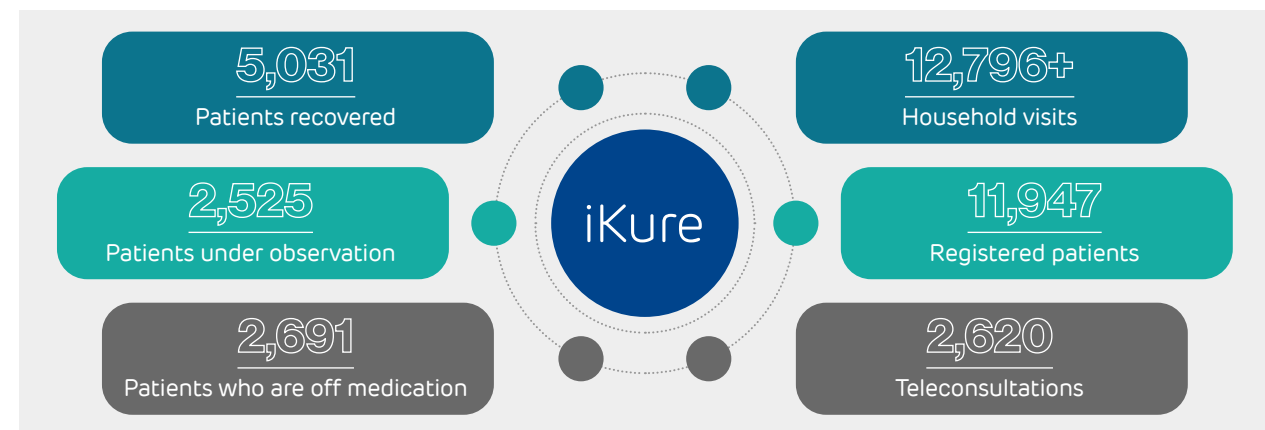 5,031
Patients recovered
12,796+
Household visits
2,525
Patients under observation
iKure
11,947
Registered patients
2,691
Patients who are off medication
2,620
Teleconsultations